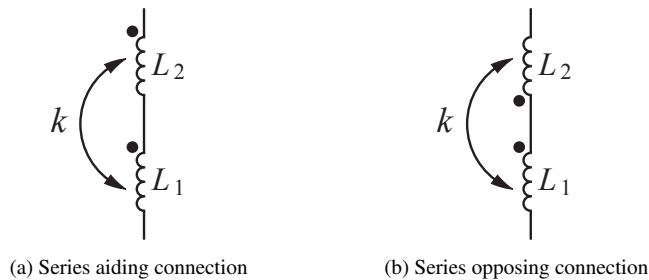 L2
k
L1
(a) Series aiding connection
L2
k
L1
(b) Series opposing connection